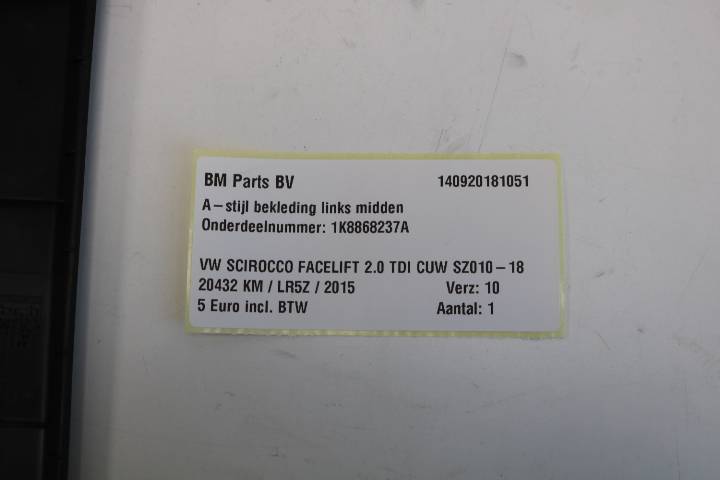 BM Parts BV 140920181051
A-stijl bekleding links midden
Onderdeelnummer: 1K8868237A
VW SCIROCCO FACELIFT 2.0 TDI CUW SZ010-18
20432 KM / LR5Z / 2015 Verz: 10
5 Euro incl. BTW Aantal: 1